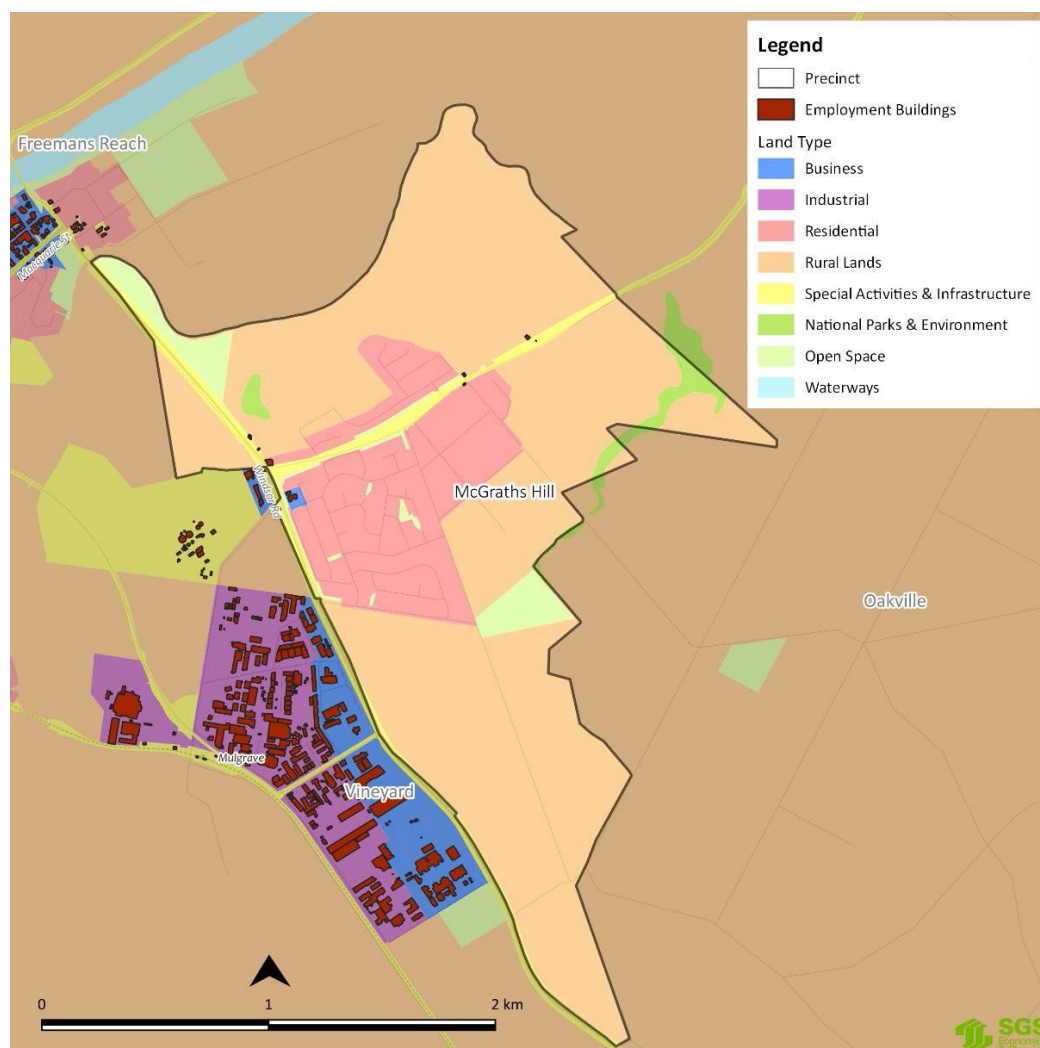 Legend
Precinct
Employment Buildings
Land Type
Business
Industrial
Residential
Rural Lands
Special Activities & Infrastructure
National Parks & Environment
Open Space
Waterways
Freemans Reach
Macquarie St
Windsor Rd
McGraths Hill
Oakville
Mulgrave
Vineyard
0 1 2 km
SGS
Economics